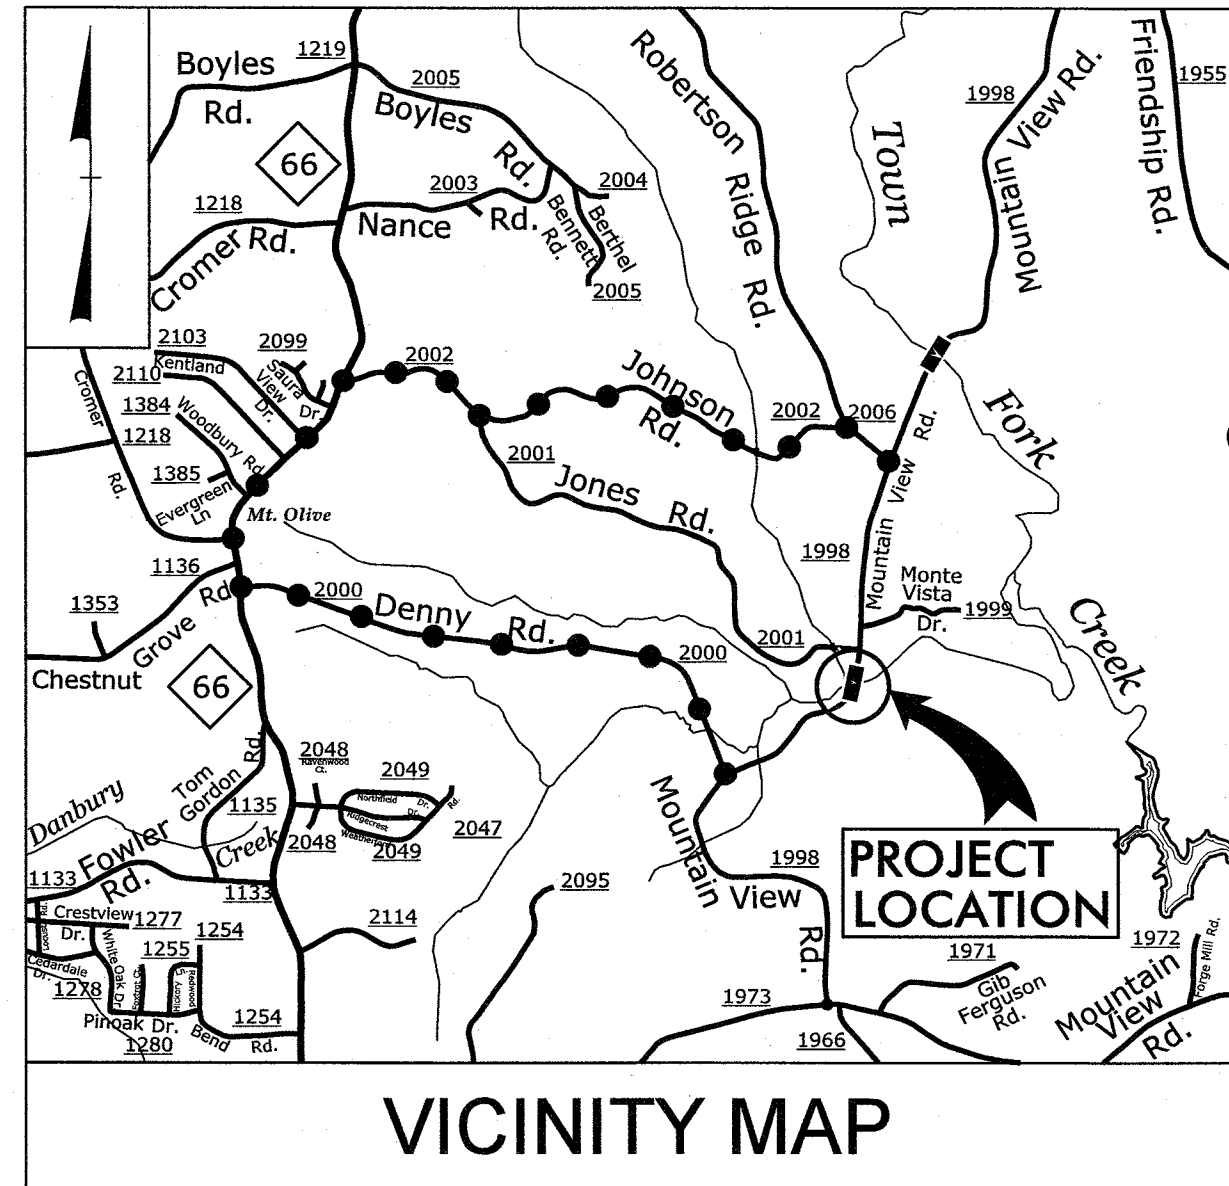 1219
Boyles
Rd.
2005
Boyles
Rd.
66
2003
2004
1218
Nance
Rd.
Bennett
Rd.
Berthel
2005
Cromer
Rd.
Robertson
Ridge
Rd.
Town
1998
Mountain
View Rd.
Friendship Rd.
1955
2103
Kentland
2110
2099
Saura
View
Dr.
Dr.
1384
Woodbury Rd
Cromer
Rd.
1218
1385
Evergreen
Ln
Mt. Olive
2002
Johnson
Rd.
2002
2006
2001
Jones
Rd.
Mountain View Rd.
1998
Fork
Creek
Monte
Vista
Dr.
1999
1136
Rd
2000
Denny
Rd.
2000
2001
1353
Grove
Chestnut
66
Rd.
Tom
Gordon
1135
2048
Ravenwood
Ct.
2049
Northfield
Dr.
Ridgecrest
Dr.
Rd.
2047
2048
2049
Danbury
Creek
Fowler
Rd.
1133
1133
Mountain
View
Rd.
1998
PROJECT
LOCATION
2095
2114
Crestview
Dr.
1277
1254
1255
White Oak Dr
Cedardale
Dr.
1278
Redwood
Hickory
Pinoak Dr.
1280
Bend
Rd.
1254
1973
1966
1971
Gib
Ferguson
Rd.
1972
Forge Mill Rd.
Mountain
View
Rd.
VICINITY MAP